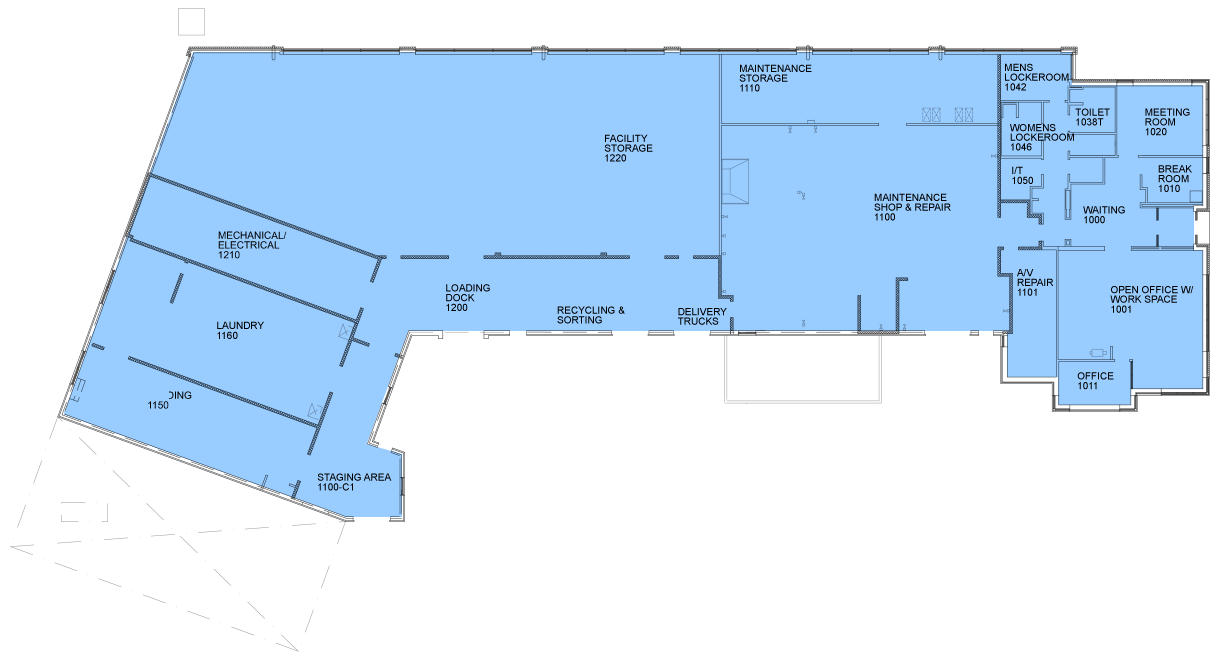 MAINTENANCE
STORAGE
1110
MENS
LOCKEROOM
1042
TOILET
1038T
MEETING
ROOM
1020
WOMENS
LOCKEROOM
1046
FACILITY
STORAGE
1220
I/T
1050
BREAK
ROOM
1010
MAINTENANCE
SHOP & REPAIR
1100
WAITING
1000
MECHANICAL/
ELECTRICAL
1210
A/V
REPAIR
1101
LOADING
DOCK
1200
OPEN OFFICE W/
WORK SPACE
1001
RECYCLING &
SORTING
DELIVERY
TRUCKS
LAUNDRY
1160
OFFICE
1011
1150
STAGING AREA
1100-C1